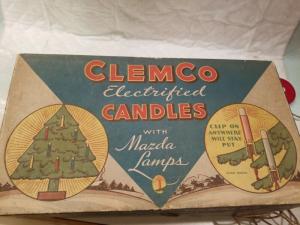 CLEMCO
Electrified
CANDLES
WITH
Mazda
Lamps
CLIP ON
ANYWHERE
WILL STAY
PUT